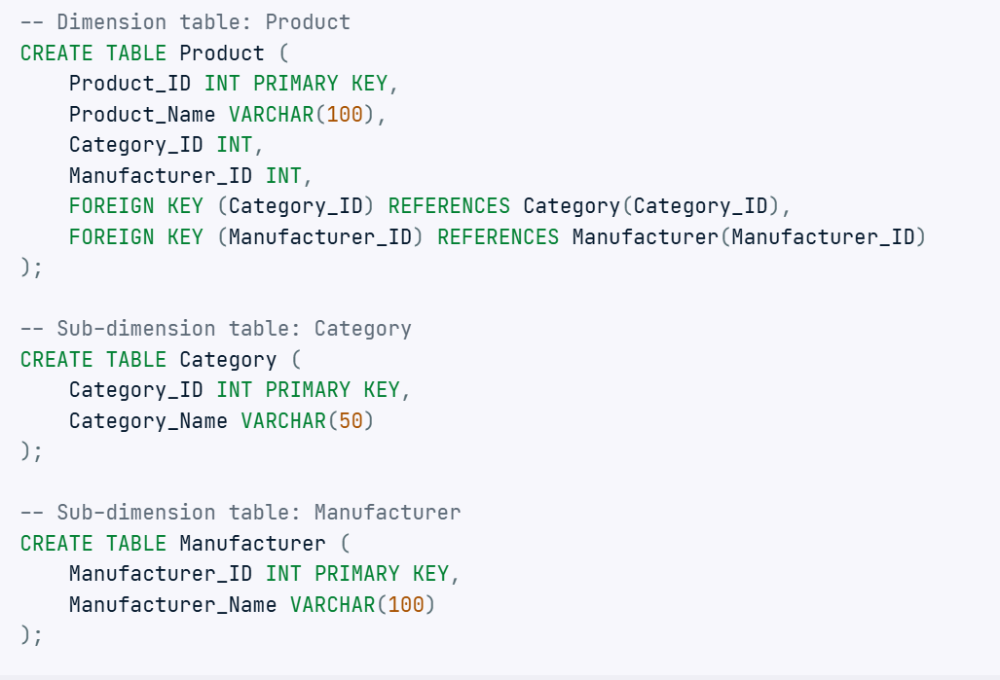 -- Dimension table: Product
CREATE TABLE Product (
    Product_ID INT PRIMARY KEY,
    Product_Name VARCHAR(100),
    Category_ID INT,
    Manufacturer_ID INT,
    FOREIGN KEY (Category_ID) REFERENCES Category(Category_ID),
    FOREIGN KEY (Manufacturer_ID) REFERENCES Manufacturer(Manufacturer_ID)
);

-- Sub-dimension table: Category
CREATE TABLE Category (
    Category_ID INT PRIMARY KEY,
    Category_Name VARCHAR(50)
);

-- Sub-dimension table: Manufacturer
CREATE TABLE Manufacturer (
    Manufacturer_ID INT PRIMARY KEY,
    Manufacturer_Name VARCHAR(100)
);